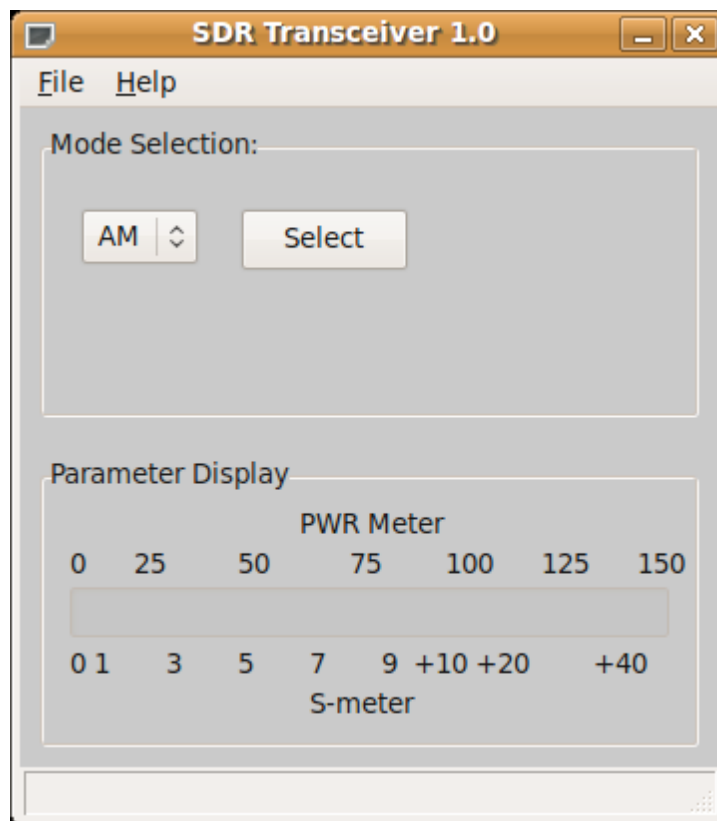 SDR Transceiver 1.0
File Help
Mode Selection:
AM Select
Parameter Display
PWR Meter
0 25 50 75 100 125 150
0 1 3 5 7 9 +10 +20 +40
S-meter